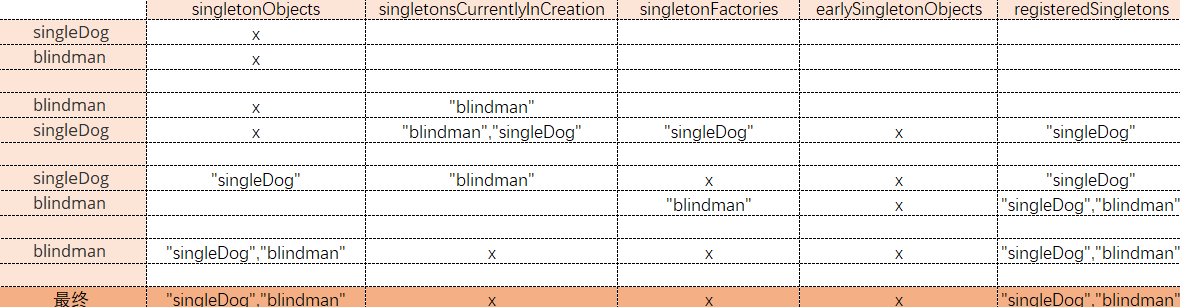 singletonObjects singletonsCurrentlyInCreation singletonFactories earlySingletonObjects registeredSingletons
singleDog x
blindman x
blindman x "blindman"
singleDog x "blindman","singleDog" "singleDog" x "singleDog"
singleDog "singleDog" "blindman" x x "singleDog"
blindman "blindman" x "singleDog","blindman"
blindman "singleDog","blindman" x x x "singleDog","blindman"
最终 "singleDog","blindman" x x x "singleDog","blindman"